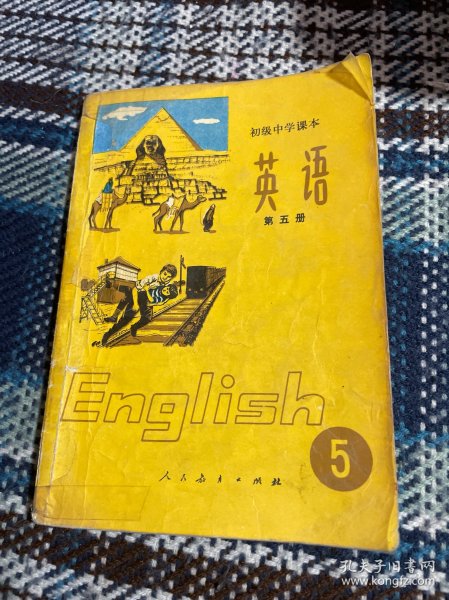 初级中学课本
英语
第五册
English
5
人民教育出版社
孔夫子旧书网
www.kongfz.com